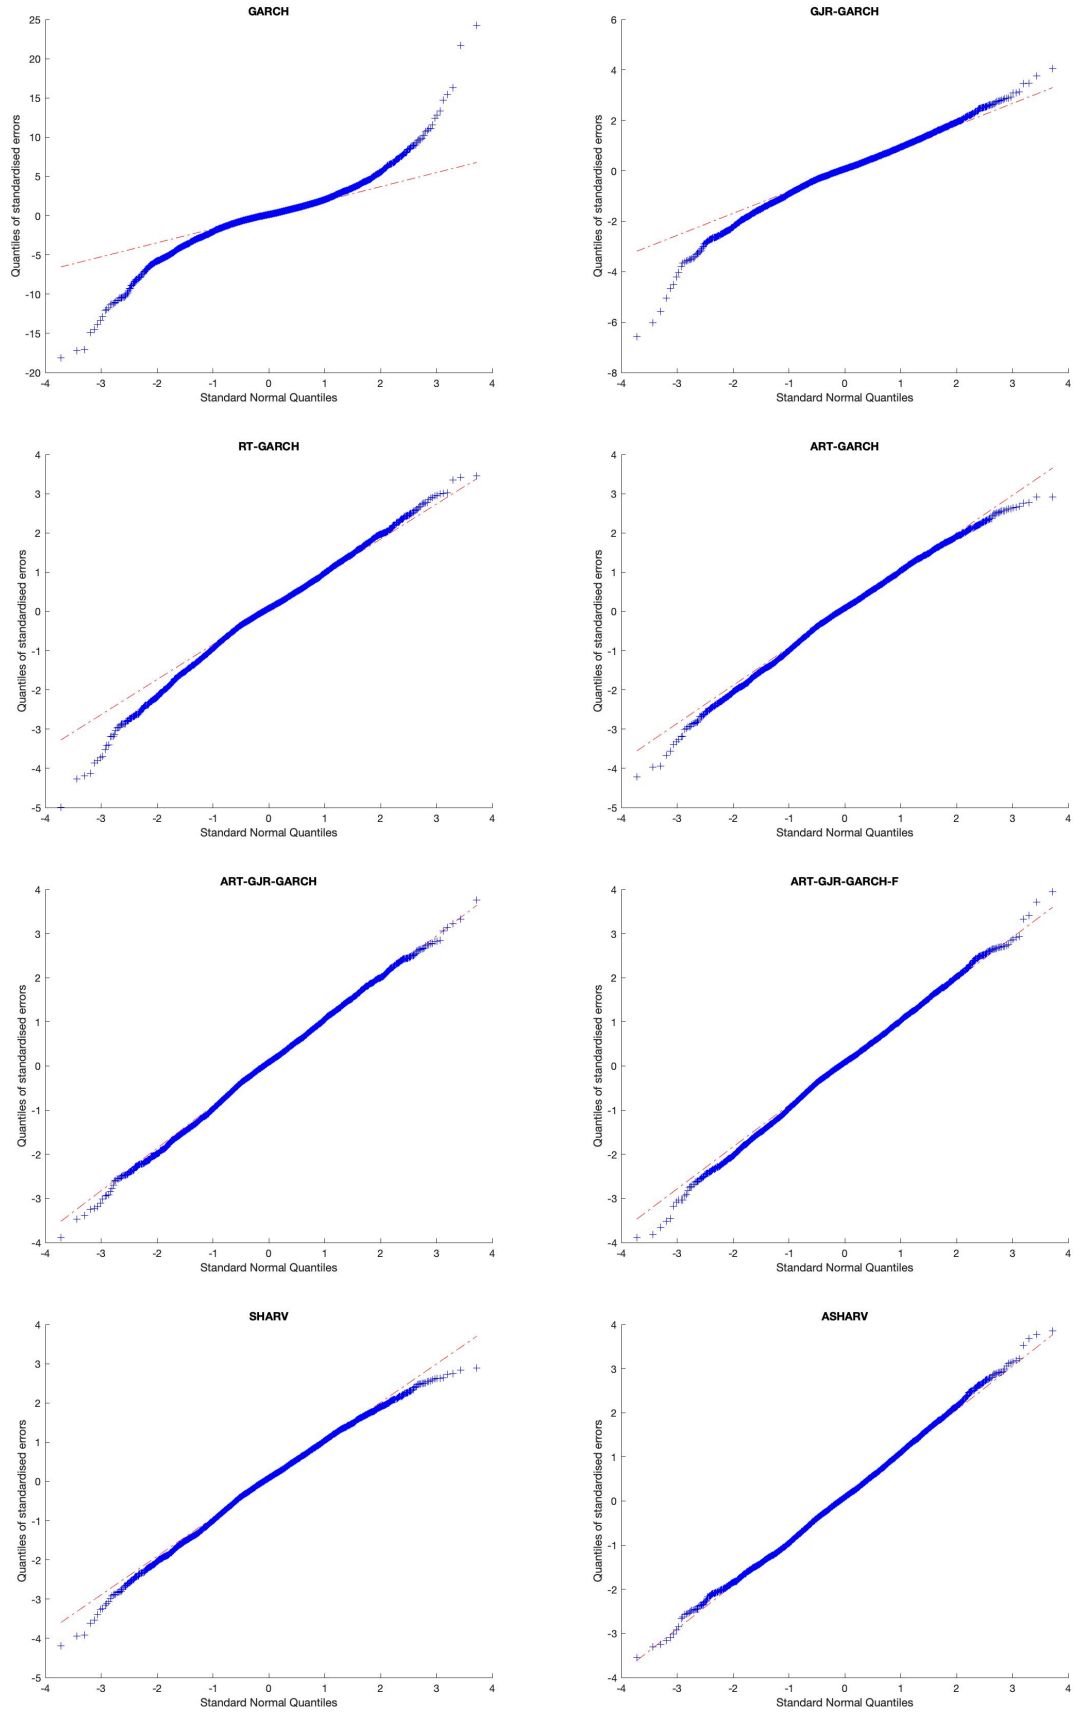 GARCH
25
20
15
10
5
0
-5
-10
-15
-20
-4 -3 -2 -1 0 1 2 3 4
Quantiles of standardised errors
Standard Normal Quantiles
GJR-GARCH
6
4
2
0
-2
-4
-6
-8
-4 -3 -2 -1 0 1 2 3 4
Quantiles of standardised errors
Standard Normal Quantiles
RT-GARCH
4
3
2
1
0
-1
-2
-3
-4
-5
-4 -3 -2 -1 0 1 2 3 4
Quantiles of standardised errors
Standard Normal Quantiles
ART-GARCH
4
3
2
1
0
-1
-2
-3
-4
-5
-4 -3 -2 -1 0 1 2 3 4
Quantiles of standardised errors
Standard Normal Quantiles
ART-GJR-GARCH
4
3
2
1
0
-1
-2
-3
-4
-4 -3 -2 -1 0 1 2 3 4
Quantiles of standardised errors
Standard Normal Quantiles
ART-GJR-GARCH-F
4
3
2
1
0
-1
-2
-3
-4
-4 -3 -2 -1 0 1 2 3 4
Quantiles of standardised errors
Standard Normal Quantiles
SHARV
4
3
2
1
0
-1
-2
-3
-4
-5
-4 -3 -2 -1 0 1 2 3 4
Quantiles of standardised errors
Standard Normal Quantiles
ASHARV
4
3
2
1
0
-1
-2
-3
-4
-4 -3 -2 -1 0 1 2 3 4
Quantiles of standardised errors
Standard Normal Quantiles